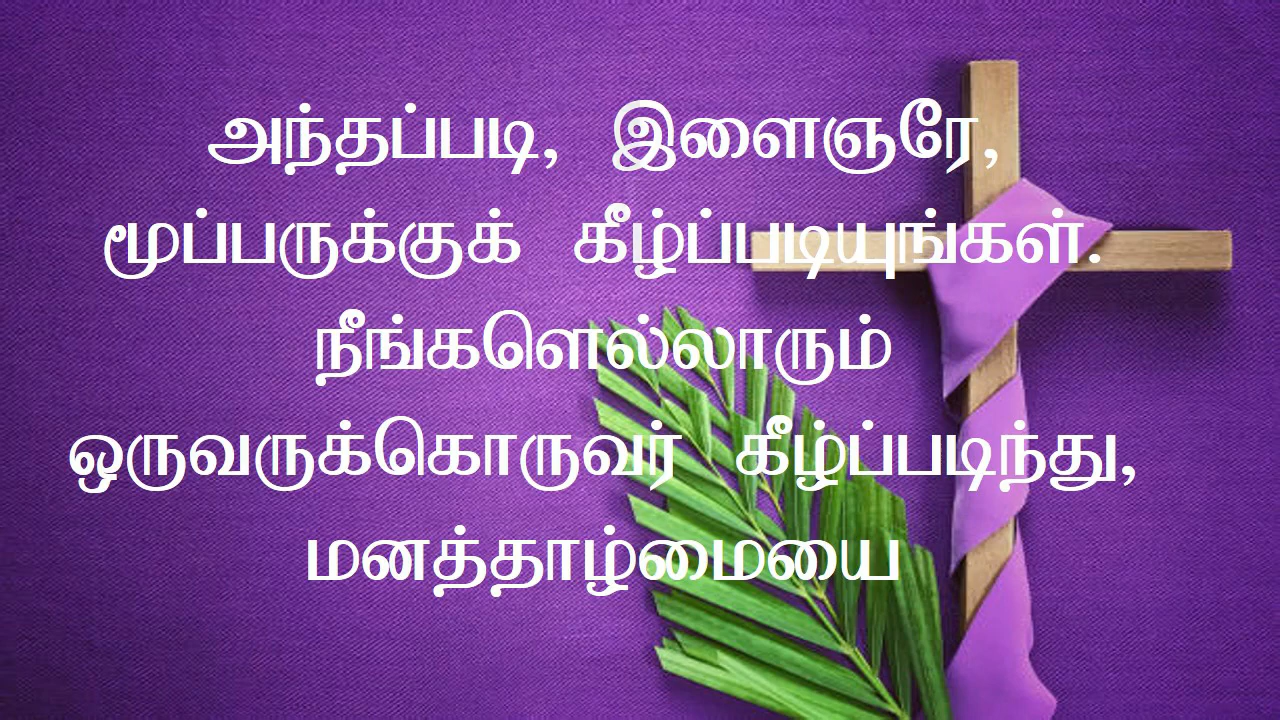 அந்தப்படி, இளைஞரே,
மூப்பருக்குக் கீழ்ப்படியுங்கள்.
நீங்களெல்லாரும்
ஒருவருக்கொருவர் கீழ்ப்படிந்து,
மனத்தாழ்மையை